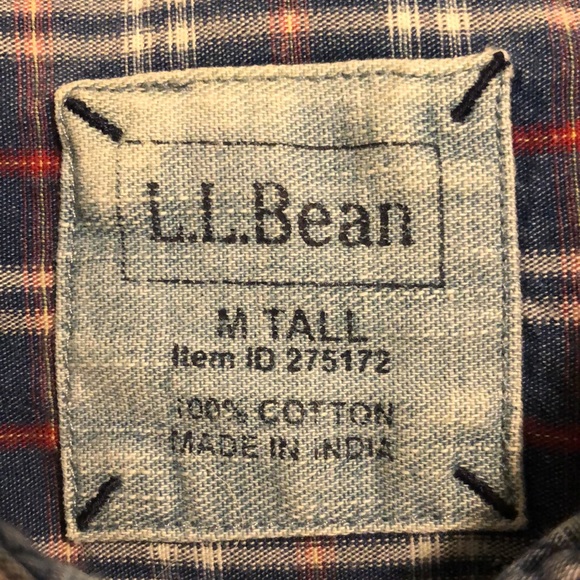 L.L.Bean
M TALL
Item ID 275172
100% COTTON
MADE IN INDIA